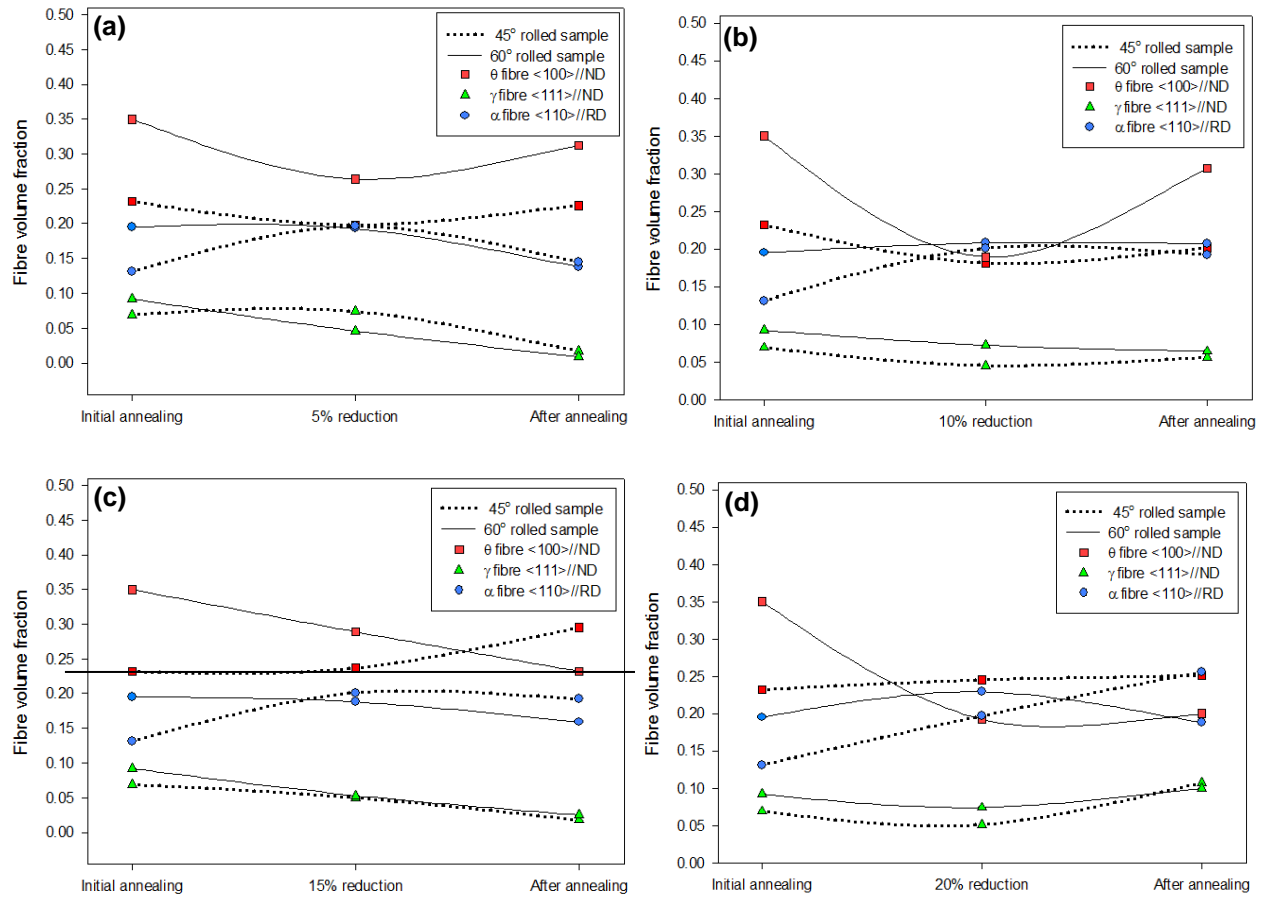 (a)
45° rolled sample
60° rolled sample
θ fibre <100>//ND
γ fibre <111>//ND
α fibre <110>//RD
Fibre volume fraction
0.50
0.45
0.40
0.35
0.30
0.25
0.20
0.15
0.10
0.05
0.00
Initial annealing 5% reduction After annealing
(b)
45° rolled sample
60° rolled sample
θ fibre <100>//ND
γ fibre <111>//ND
α fibre <110>//RD
Fibre volume fraction
0.50
0.45
0.40
0.35
0.30
0.25
0.20
0.15
0.10
0.05
0.00
Initial annealing 10% reduction After annealing
(c)
45° rolled sample
60° rolled sample
θ fibre <100>//ND
γ fibre <111>//ND
α fibre <110>//RD
Fibre volume fraction
0.50
0.45
0.40
0.35
0.30
0.25
0.20
0.15
0.10
0.05
0.00
Initial annealing 15% reduction After annealing
(d)
45° rolled sample
60° rolled sample
θ fibre <100>//ND
γ fibre <111>//ND
α fibre <110>//RD
Fibre volume fraction
0.50
0.45
0.40
0.35
0.30
0.25
0.20
0.15
0.10
0.05
0.00
Initial annealing 20% reduction After annealing